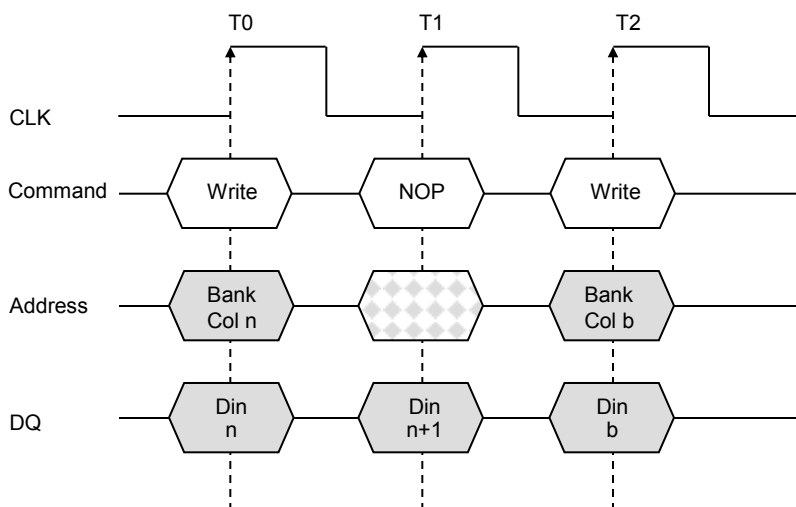 T0 T1 T2
CLK
Command Write NOP Write
Address Bank Col n Bank Col b
DQ Din n Din n+1 Din b